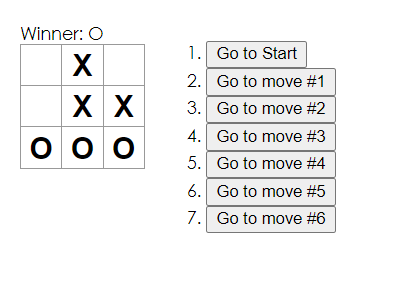 Winner: O
X
X X
O O O
1. Go to Start
2. Go to move #1
3. Go to move #2
4. Go to move #3
5. Go to move #4
6. Go to move #5
7. Go to move #6